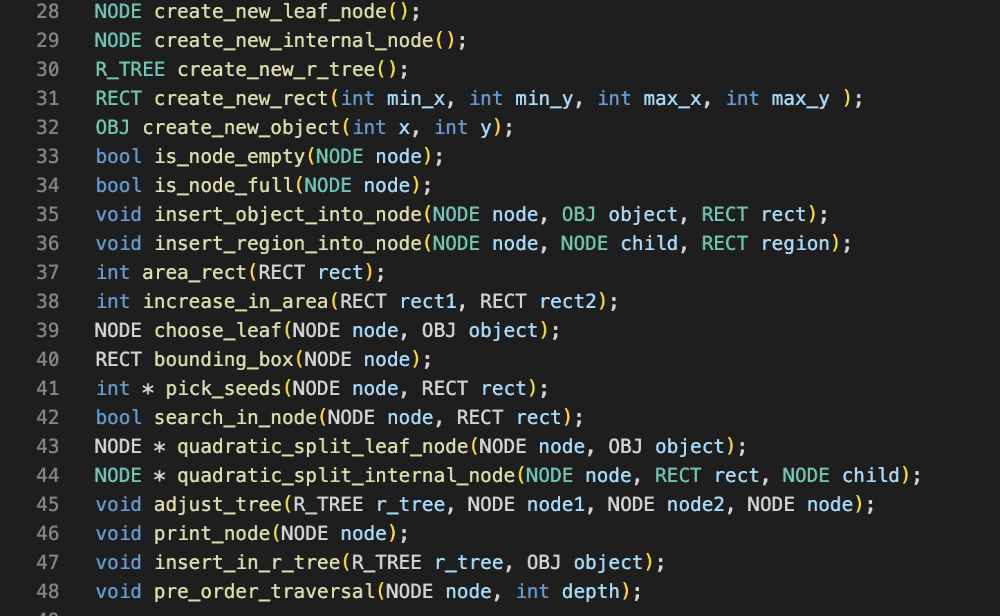 28 NODE create_new_leaf_node();
29 NODE create_new_internal_node();
30 R_TREE create_new_r_tree();
31 RECT create_new_rect(int min_x, int min_y, int max_x, int max_y );
32 OBJ create_new_object(int x, int y);
33 bool is_node_empty(NODE node);
34 bool is_node_full(NODE node);
35 void insert_object_into_node(NODE node, OBJ object, RECT rect);
36 void insert_region_into_node(NODE node, NODE child, RECT region);
37 int area_rect(RECT rect);
38 int increase_in_area(RECT rect1, RECT rect2);
39 NODE choose_leaf(NODE node, OBJ object);
40 RECT bounding_box(NODE node);
41 int * pick_seeds(NODE node, RECT rect);
42 bool search_in_node(NODE node, RECT rect);
43 NODE * quadratic_split_leaf_node(NODE node, OBJ object);
44 NODE * quadratic_split_internal_node(NODE node, RECT rect, NODE child);
45 void adjust_tree(R_TREE r_tree, NODE node1, NODE node2, NODE node);
46 void print_node(NODE node);
47 void insert_in_r_tree(R_TREE r_tree, OBJ object);
48 void pre_order_traversal(NODE node, int depth);